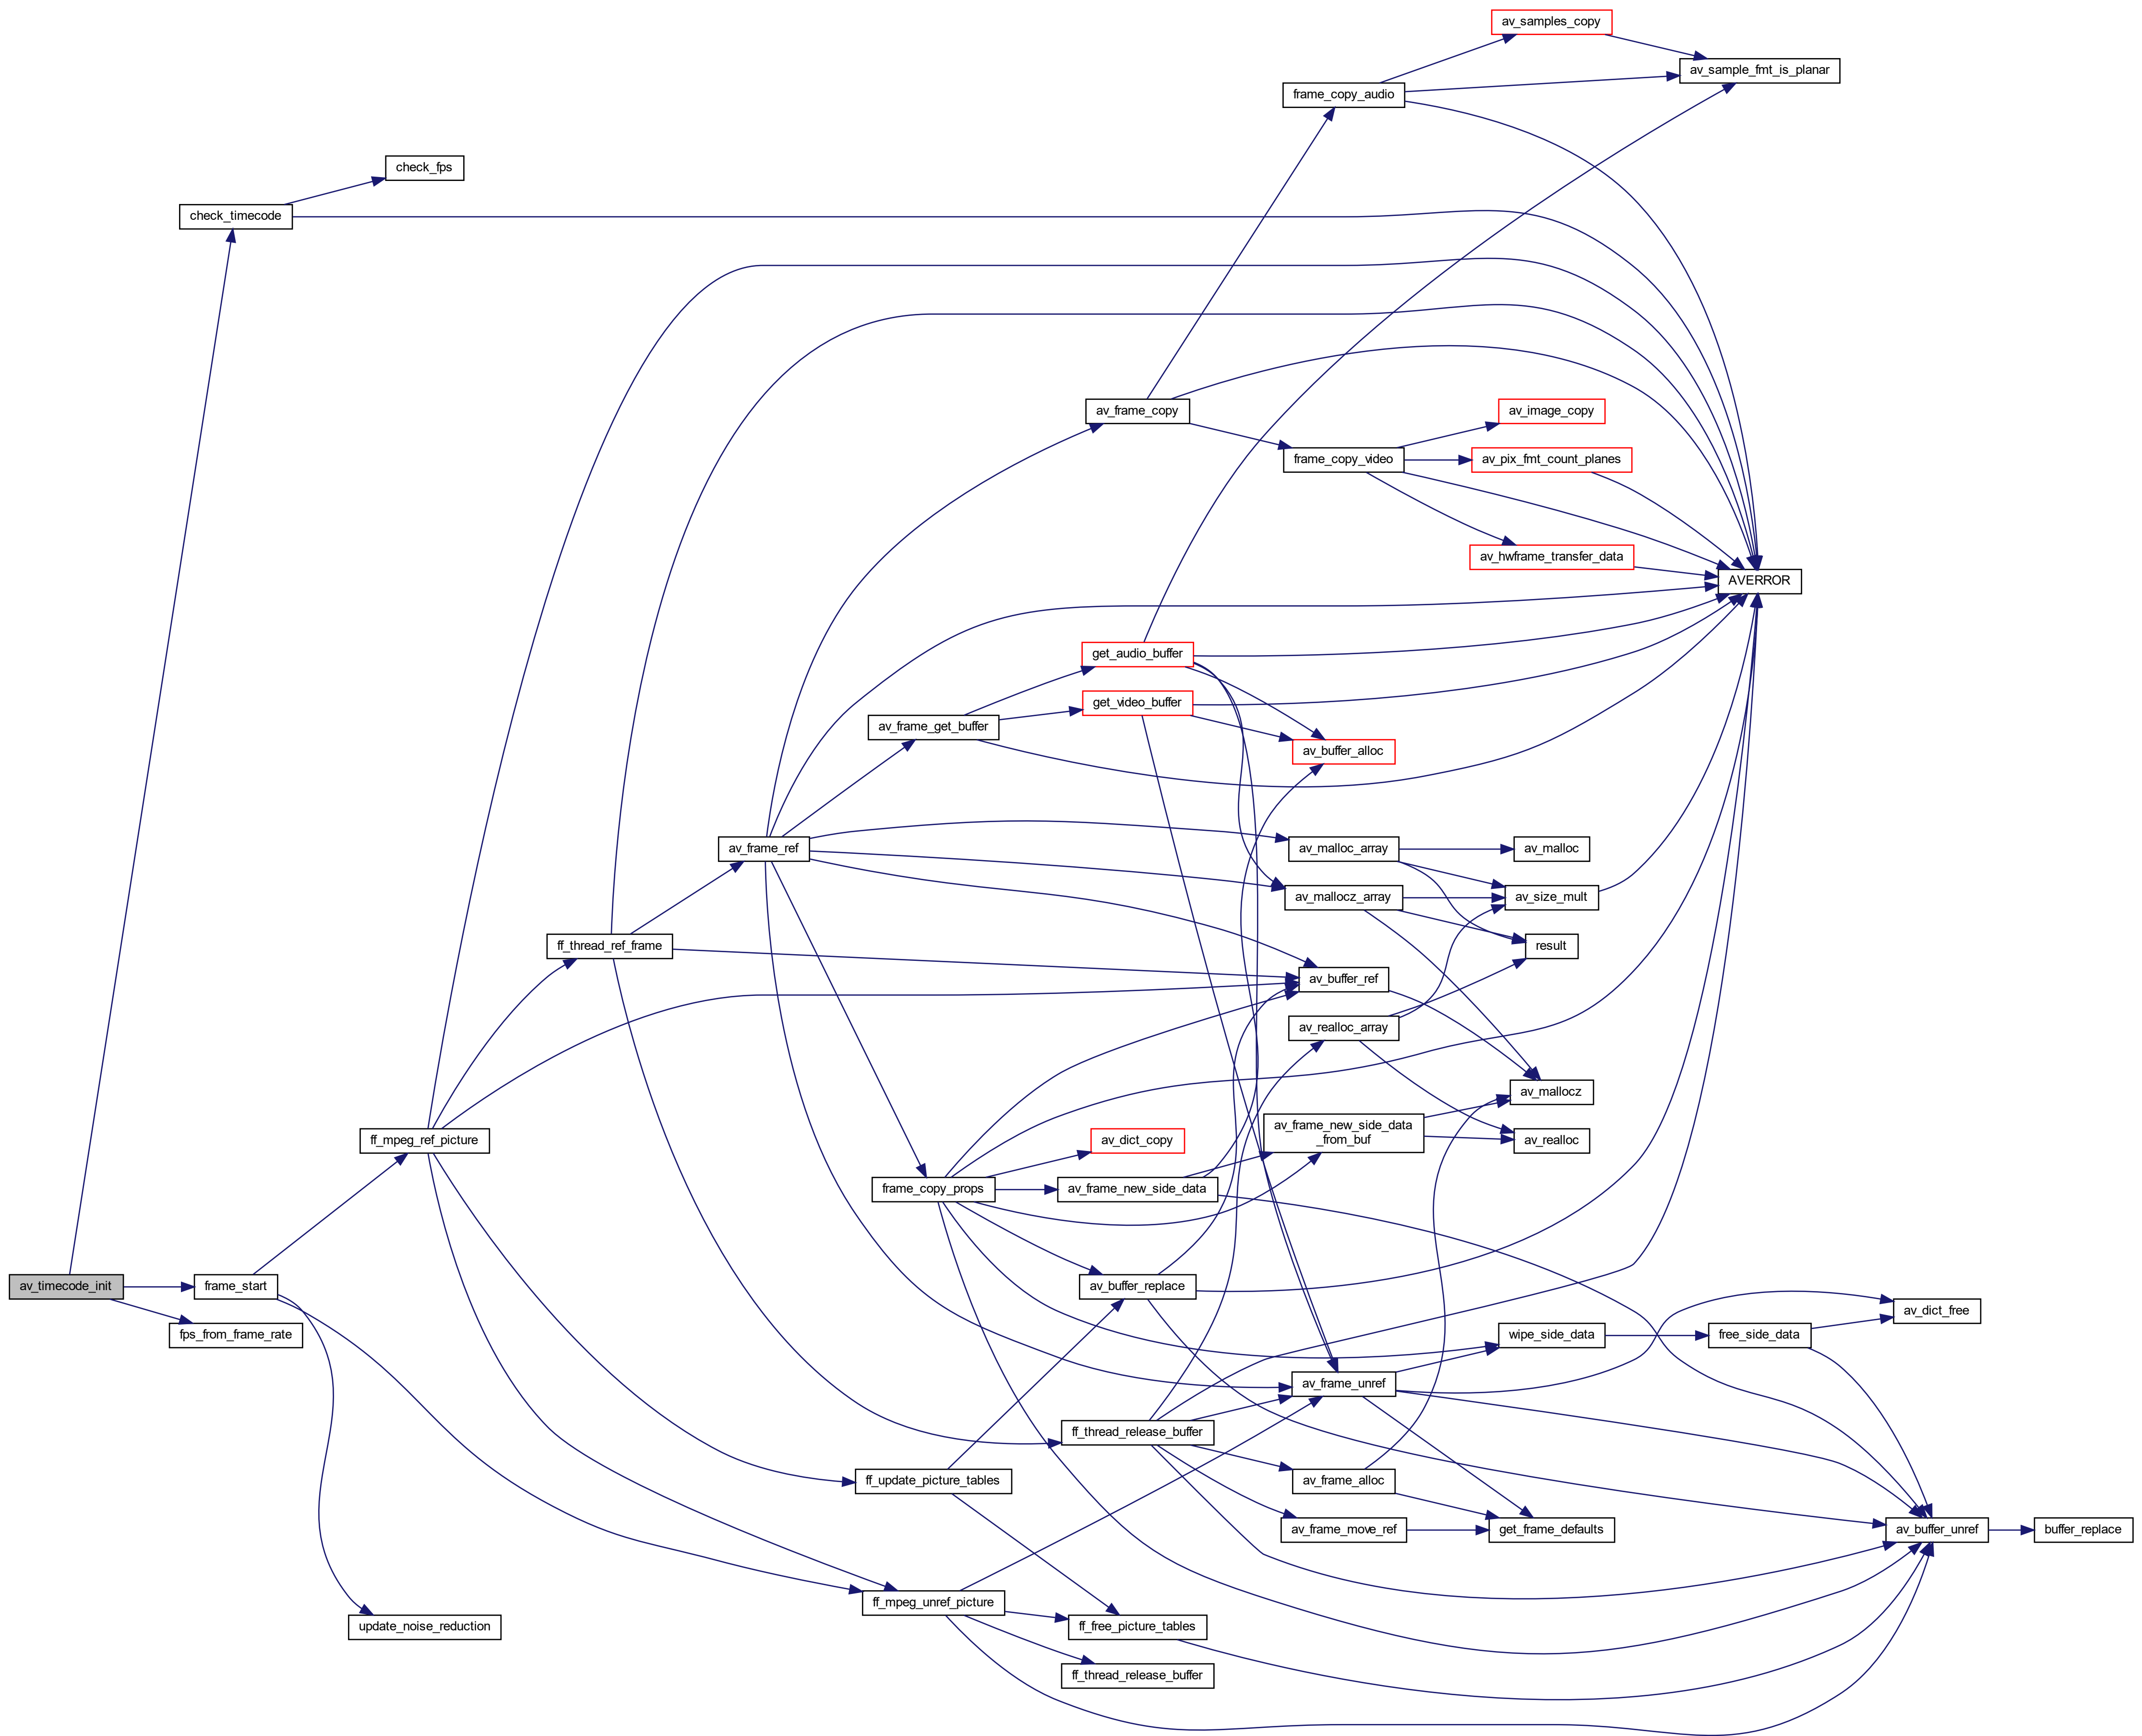 av_samples_copy
av_sample_fmt_is_planar
frame_copy_audio
check_fps
check_timecode
av_frame_copy
av_image_copy
frame_copy_video
av_pix_fmt_count_planes
av_hwframe_transfer_data
AVERROR
get_audio_buffer
get_video_buffer
av_frame_get_buffer
av_buffer_alloc
av_frame_ref
av_malloc_array
av_malloc
av_mallocz_array
av_size_mult
ff_thread_ref_frame
result
av_buffer_ref
av_realloc_array
av_mallocz
ff_mpeg_ref_picture
av_dict_copy
av_frame_new_side_data
_from_buf
av_realloc
frame_copy_props
av_frame_new_side_data
av_timecode_init
frame_start
av_buffer_replace
av_dict_free
fps_from_frame_rate
wipe_side_data
free_side_data
av_frame_unref
ff_thread_release_buffer
ff_update_picture_tables
av_frame_alloc
av_frame_move_ref
get_frame_defaults
av_buffer_unref
buffer_replace
ff_mpeg_unref_picture
update_noise_reduction
ff_free_picture_tables
ff_thread_release_buffer